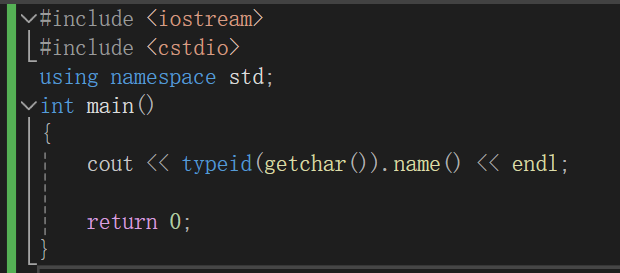 #include <iostream>
#include <cstdio>
using namespace std;
int main()
{
    cout << typeid(getchar()).name() << endl;
    return 0;
}